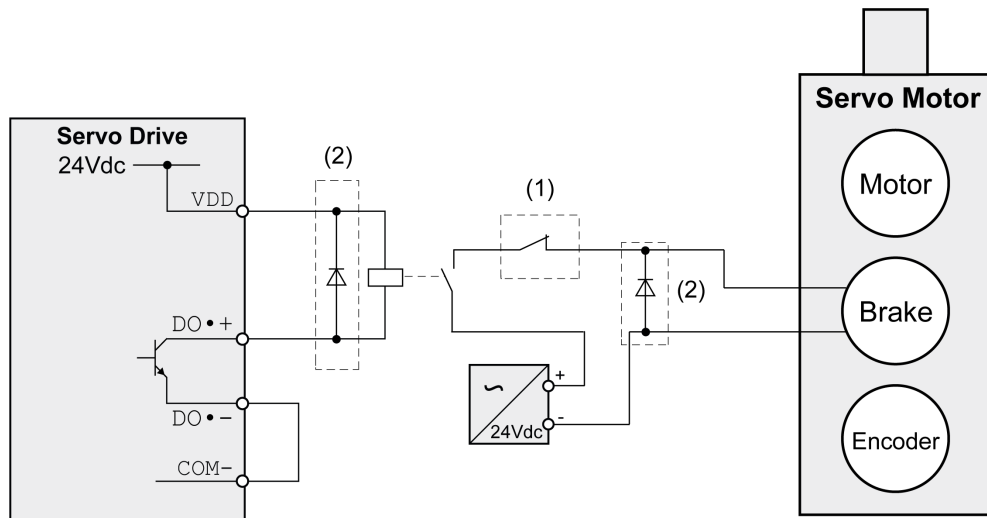 Servo Drive
24Vdc
VDD
DO•+
DO•-
COM-
(2)
(1)
(2)
+
-
24Vdc
Servo Motor
Motor
Brake
Encoder